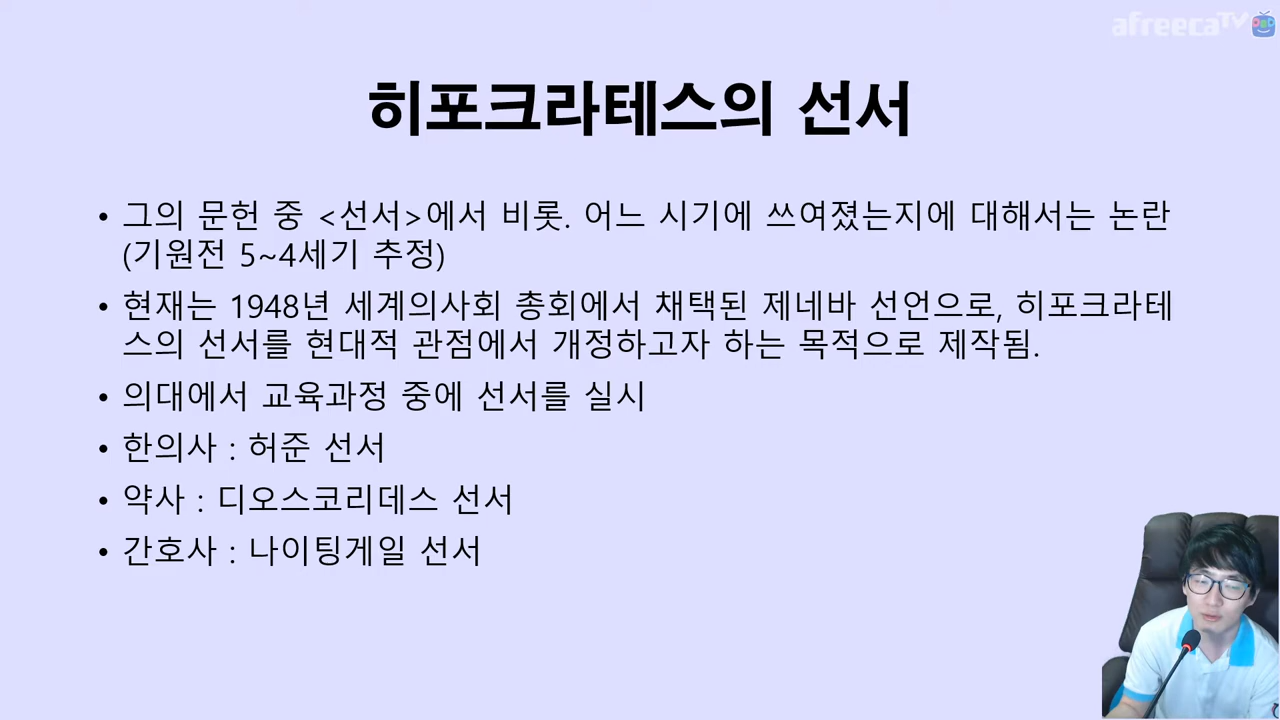 afreecaTV
히포크라테스의 선서
• 그의 문헌 중 <선서>에서 비롯. 어느 시기에 쓰여졌는지에 대해서는 논란
(기원전 5~4세기 추정)
• 현재는 1948년 세계의사회 총회에서 채택된 제네바 선언으로, 히포크라테
스의 선서를 현대적 관점에서 개정하고자 하는 목적으로 제작됨.
• 의대에서 교육과정 중에 선서를 실시
• 한의사 : 허준 선서
• 약사 : 디오스코리데스 선서
• 간호사 : 나이팅게일 선서